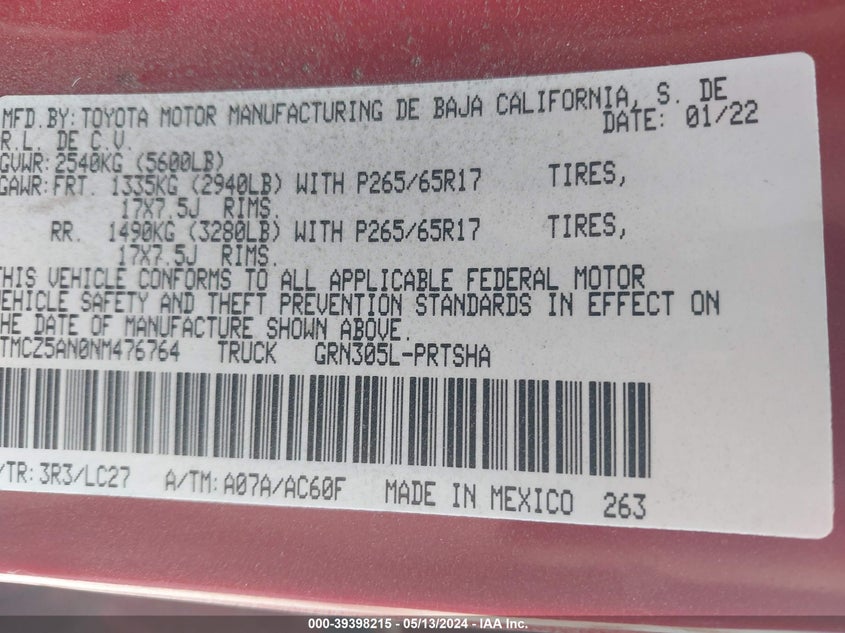 MFD. BY: TOYOTA MOTOR MANUFACTURING DE BAJA CALIFORNIA, S. DE
R.L. DE C.V. DATE: 01/22
GVWR: 2540KG (5600LB)
GAWR: FRT. 1335KG (2940LB) WITH P265/65R17 TIRES,
17X7.5J RIMS.
RR. 1490KG (3280LB) WITH P265/65R17 TIRES,
17X7.5J RIMS.
THIS VEHICLE CONFORMS TO ALL APPLICABLE FEDERAL MOTOR
VEHICLE SAFETY AND THEFT PREVENTION STANDARDS IN EFFECT ON
THE DATE OF MANUFACTURE SHOWN ABOVE.
TMCZ5AN0NM476764 TRUCK GRN305L-PRTSHA
/TR: 3R3/LC27 A/TM: A07A/AC60F MADE IN MEXICO 263
000-39398215 - 05/13/2024 - IAA Inc.